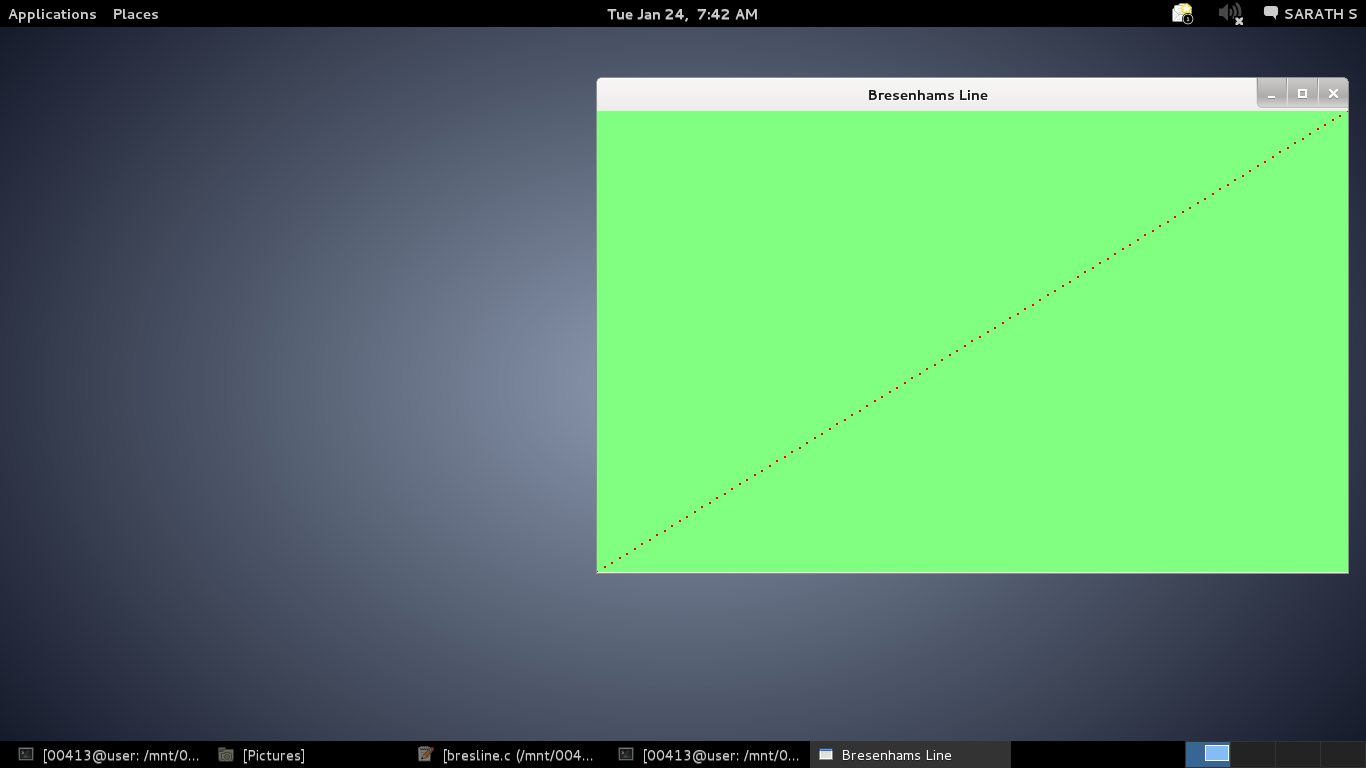 Applications Places Tue Jan 24, 7:42 AM 1 SARATH S
Bresenhams Line
[00413@user: /mnt/0... [Pictures] [bresline.c (/mnt/004... [00413@user: /mnt/0... Bresenhams Line